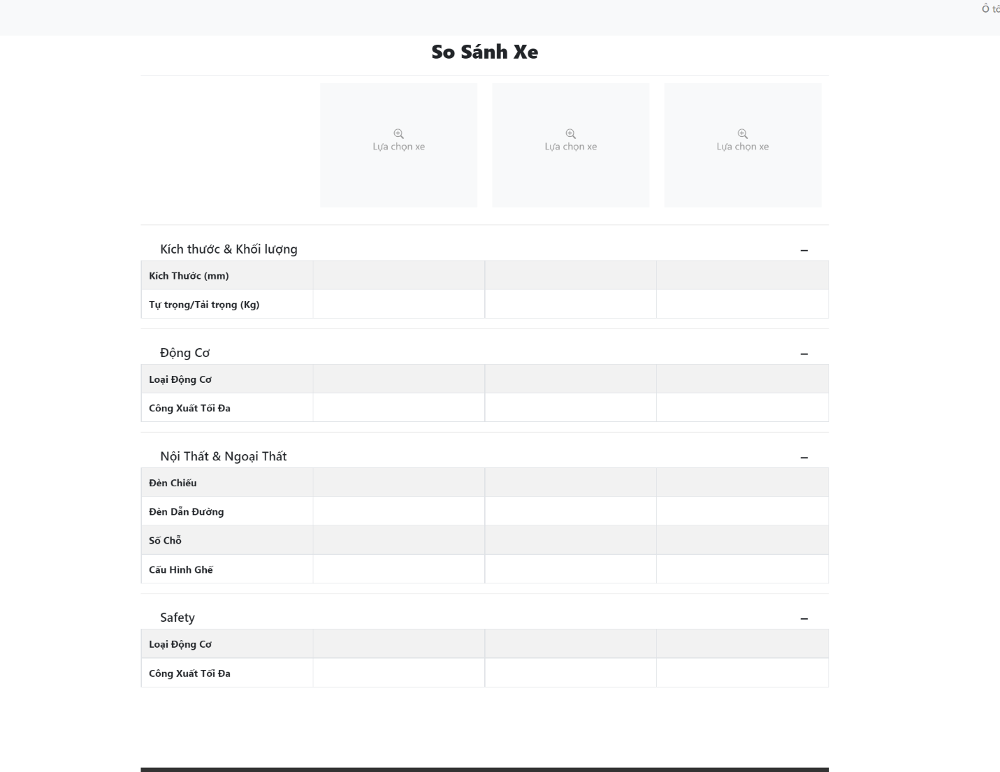 Ô tô
So Sánh Xe
Lựa chọn xe
Lựa chọn xe
Lựa chọn xe
Kích thước & Khối lượng
Kích Thước (mm)
Tự trọng/Tải trọng (Kg)
Động Cơ
Loại Động Cơ
Công Xuất Tối Đa
Nội Thất & Ngoại Thất
Đèn Chiếu
Đèn Dẫn Đường
Số Chỗ
Cấu Hình Ghế
Safety
Loại Động Cơ
Công Xuất Tối Đa